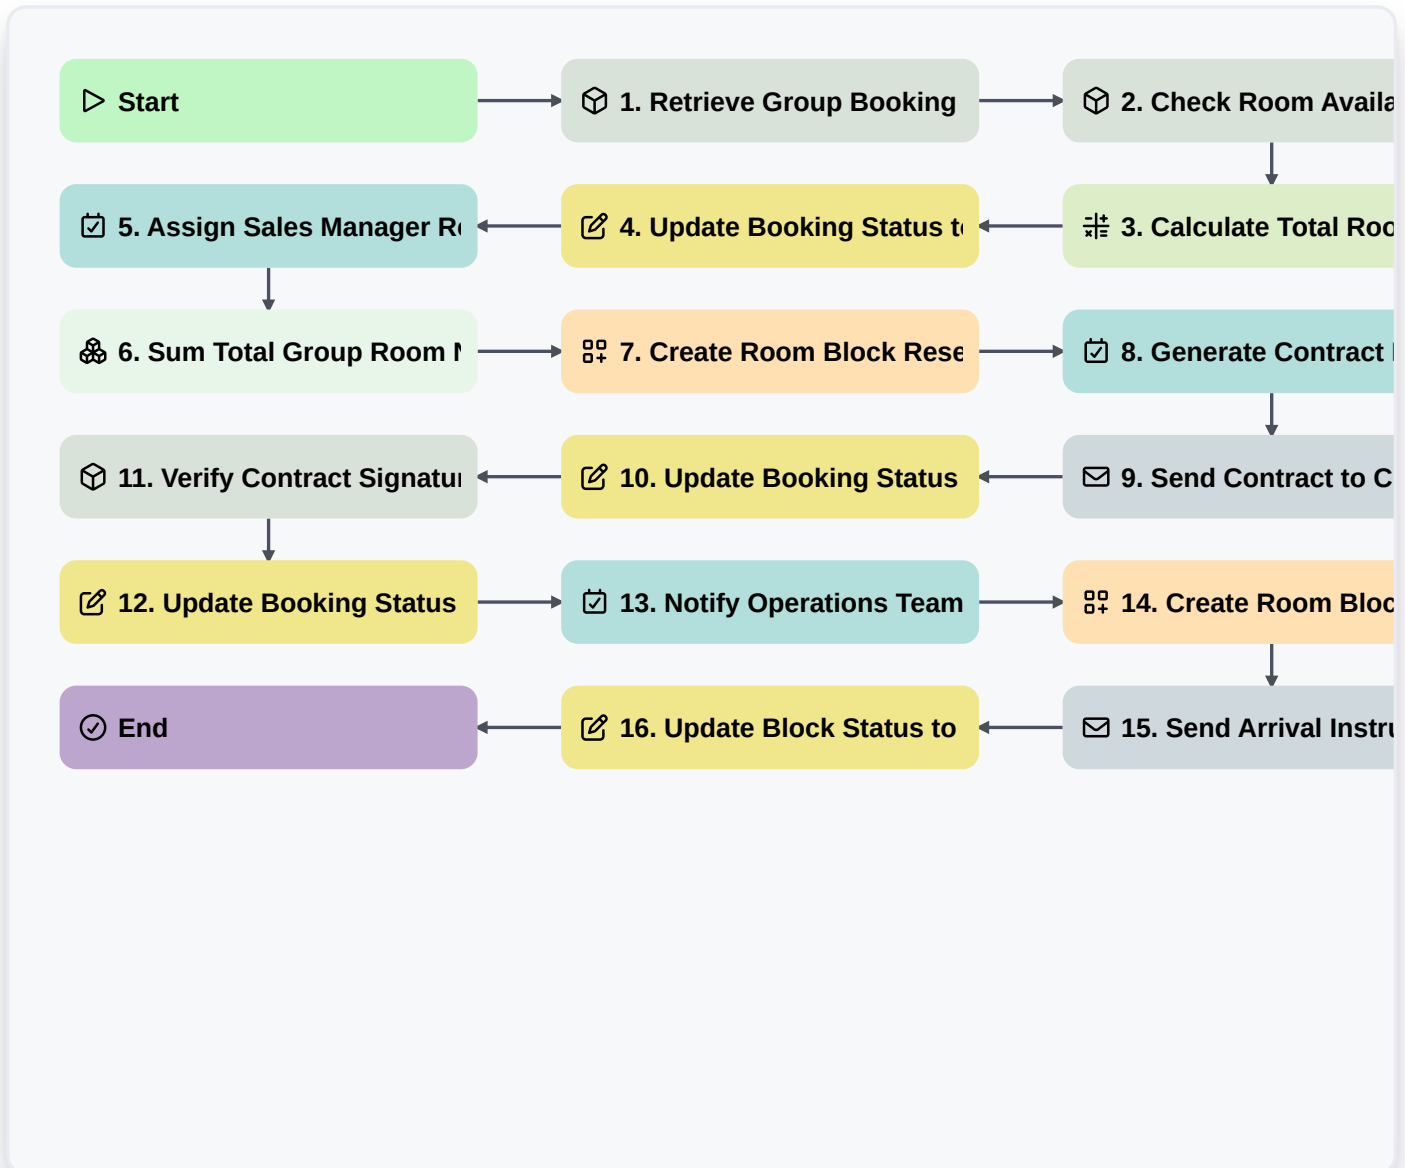 Start
1. Retrieve Group Booking
2. Check Room Availa
5. Assign Sales Manager Re
4. Update Booking Status to
3. Calculate Total Roo
6. Sum Total Group Room N
7. Create Room Block Rese
8. Generate Contract
11. Verify Contract Signatur
10. Update Booking Status
9. Send Contract to C
12. Update Booking Status
13. Notify Operations Team
14. Create Room Bloc
End
16. Update Block Status to
15. Send Arrival Instru